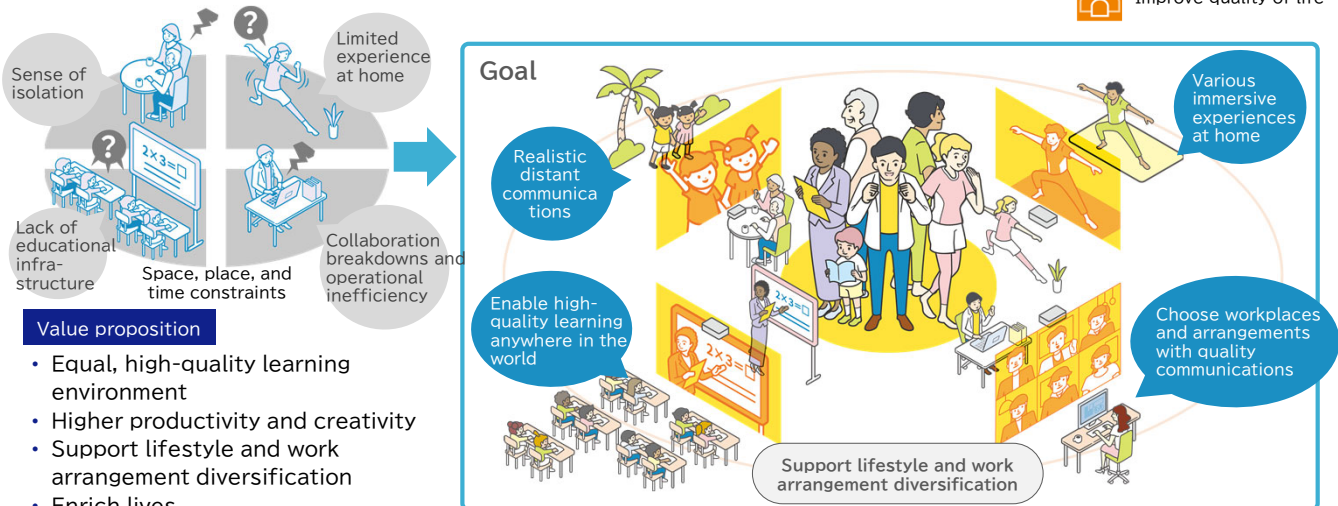 Improve quality of life
Sense of
isolation
?
?
Limited
experience
at home
?
2×3=□
Lack of
educational
infra-
structure
Space, place, and
time constraints
Collaboration
breakdowns and
operational
inefficiency
Value proposition
• Equal, high-quality learning
environment
• Higher productivity and creativity
• Support lifestyle and work
arrangement diversification
• Enrich lives
Goal
Realistic
distant
communica
tions
Various
immersive
experiences
at home
Enable high-
quality learning
anywhere in the
world
2×3=□
2×3=□
Choose workplaces
and arrangements
with quality
communications
Support lifestyle and work
arrangement diversification